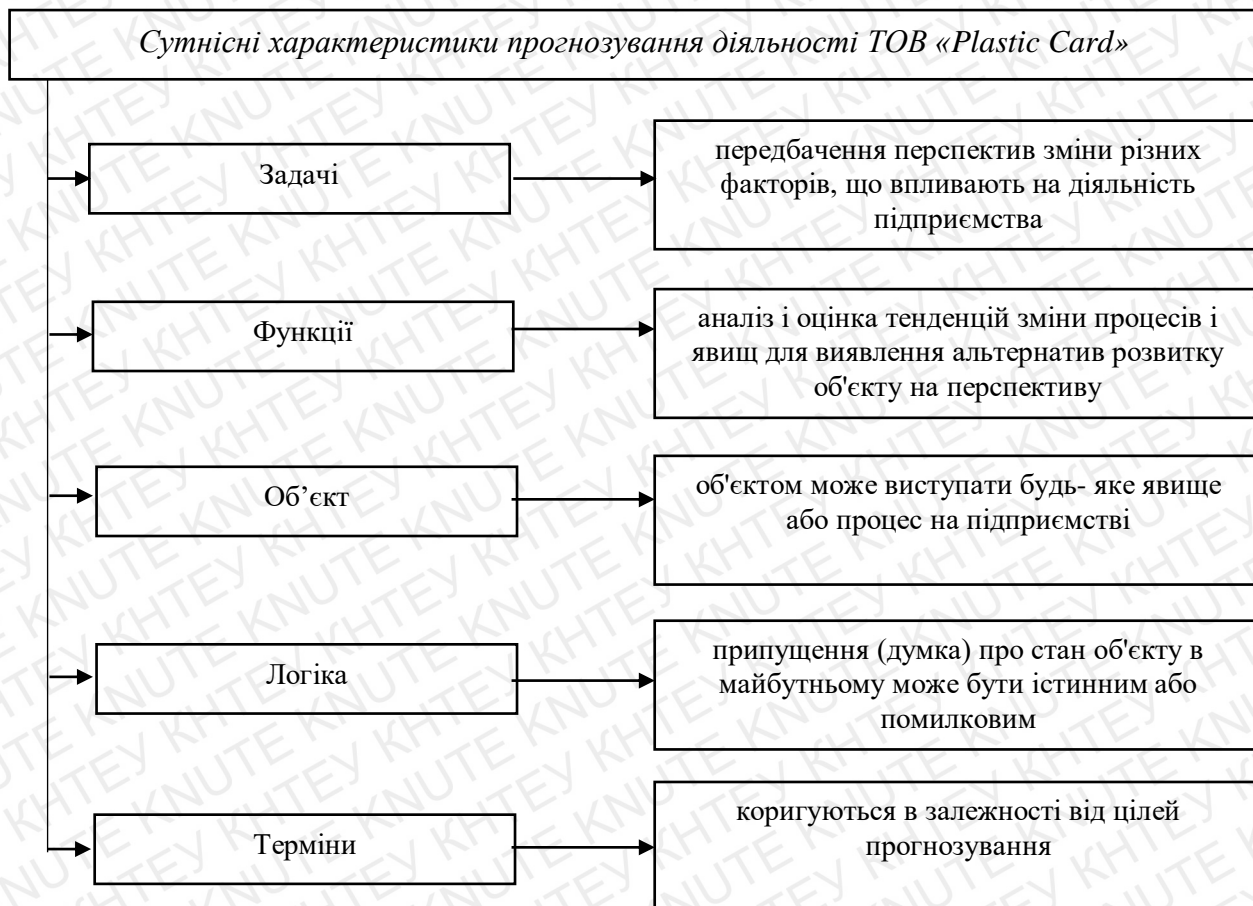 Сутнісні характеристики прогнозування діяльності ТОВ «Plastic Card»
Задачі
передбачення перспектив зміни різних
факторів, що впливають на діяльність
підприємства
Функції
аналіз і оцінка тенденцій зміни процесів і
явищ для виявлення альтернатив розвитку
об'єкту на перспективу
Об’єкт
об'єктом може виступати будь- яке явище
або процес на підприємстві
Логіка
припущення (думка) про стан об'єкту в
майбутньому може бути істинним або
помилковим
Терміни
коригуються в залежності від цілей
прогнозування